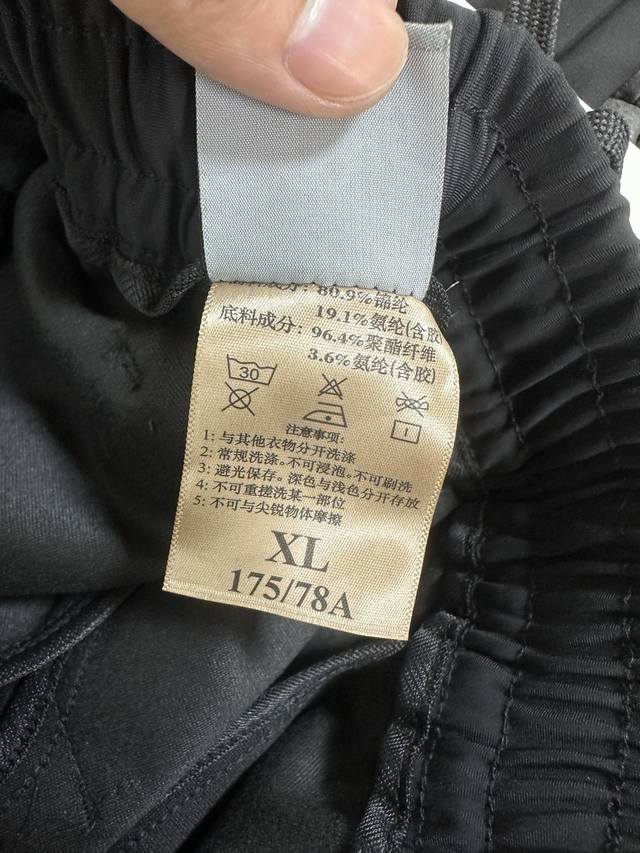 成分：80.9%锦纶
19.1%氨纶(含胶)
底料成分：96.4%聚酯纤维
3.6%氨纶(含胶)
30
注意事项:
1: 与其他衣物分开洗涤
2: 常规洗涤。不可浸泡。不可刷洗
3: 避光保存。深色与浅色分开存放
4: 不可重搓洗某一部位
5: 不可与尖锐物体摩擦
XL
175/78A